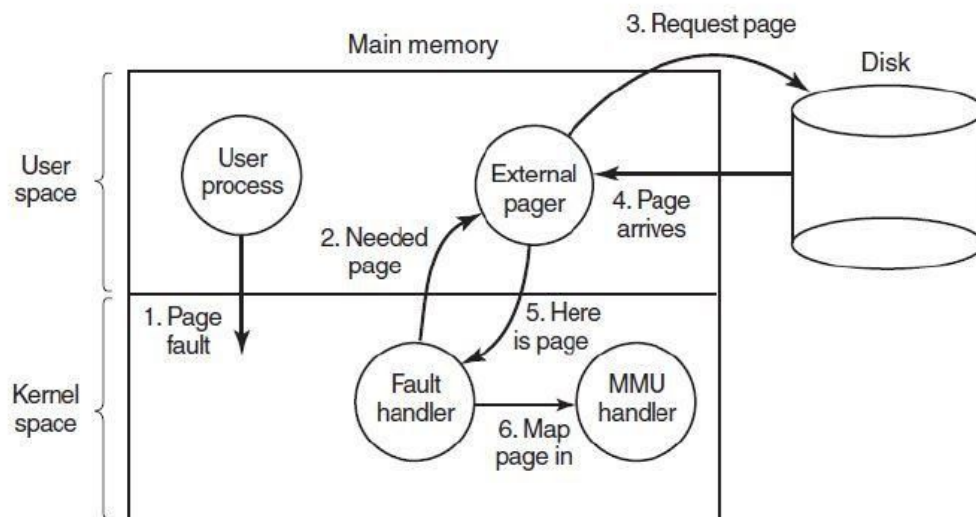 Main memory
3. Request page
Disk
User
space
User
process
External
pager
2. Needed
page
4. Page
arrives
1. Page
fault
5. Here
is page
Kernel
space
Fault
handler
MMU
handler
6. Map
page in